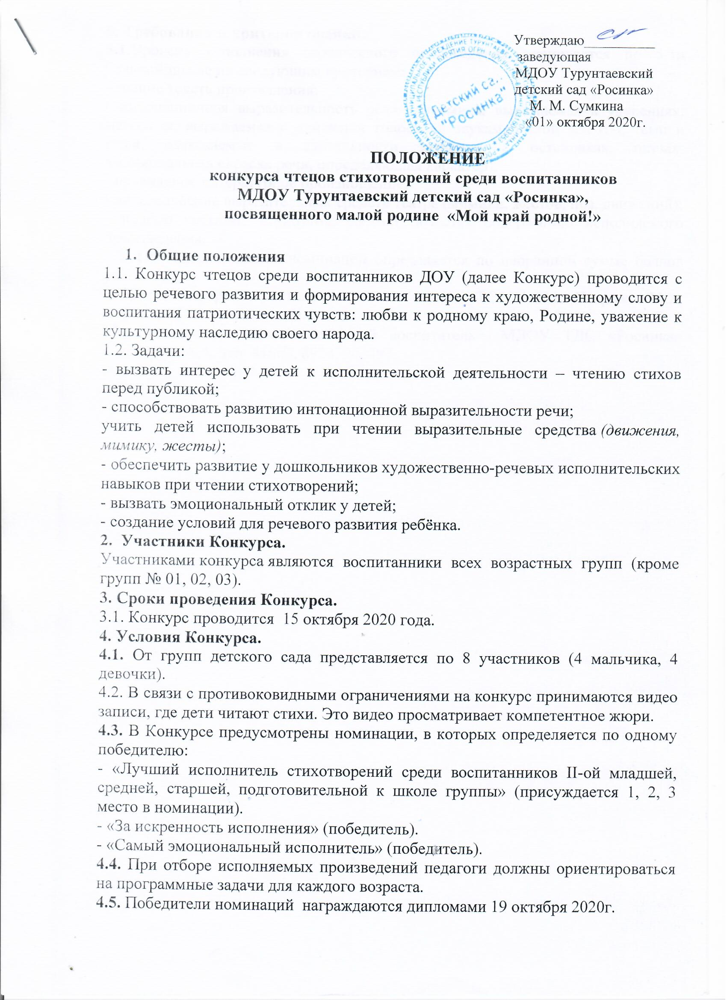 Утверждаю___________
заведующая
МДОУ Турунтаевский
детский сад «Росинка»
М. М. Сумкина
«01» октября 2020г.
Детский са
"Росинка"
ПОЛОЖЕНИЕ
конкурса чтецов стихотворений среди воспитанников
МДОУ Турунтаевский детский сад «Росинка»,
посвященного малой родине «Мой край родной!»
1. Общие положения
1.1. Конкурс чтецов среди воспитанников ДОУ (далее Конкурс) проводится с
целью речевого развития и формирования интереса к художественному слову и
воспитания патриотических чувств: любви к родному краю, Родине, уважение к
культурному наследию своего народа.
1.2. Задачи:
- вызвать интерес у детей к исполнительской деятельности – чтению стихов
перед публикой;
- способствовать развитию интонационной выразительности речи;
учить детей использовать при чтении выразительные средства (движения,
мимику, жесты);
- обеспечить развитие у дошкольников художественно-речевых исполнительских
навыков при чтении стихотворений;
- вызвать эмоциональный отклик у детей;
- создание условий для речевого развития ребёнка.
2. Участники Конкурса.
Участниками конкурса являются воспитанники всех возрастных групп (кроме
групп № 01, 02, 03).
3. Сроки проведения Конкурса.
3.1. Конкурс проводится 15 октября 2020 года.
4. Условия Конкурса.
4.1. От групп детского сада представляется по 8 участников (4 мальчика, 4
девочки).
4.2. В связи с противоковидными ограничениями на конкурс принимаются видео
записи, где дети читают стихи. Это видео просматривает компетентное жюри.
4.3. В Конкурсе предусмотрены номинации, в которых определяется по одному
победителю:
- «Лучший исполнитель стихотворений среди воспитанников II-ой младшей,
средней, старшей, подготовительной к школе группы» (присуждается 1, 2, 3
место в номинации).
- «За искренность исполнения» (победитель).
- «Самый эмоциональный исполнитель» (победитель).
4.4. При отборе исполняемых произведений педагоги должны ориентироваться
на программные задачи для каждого возраста.
4.5. Победители номинаций награждаются дипломами 19 октября 2020г.